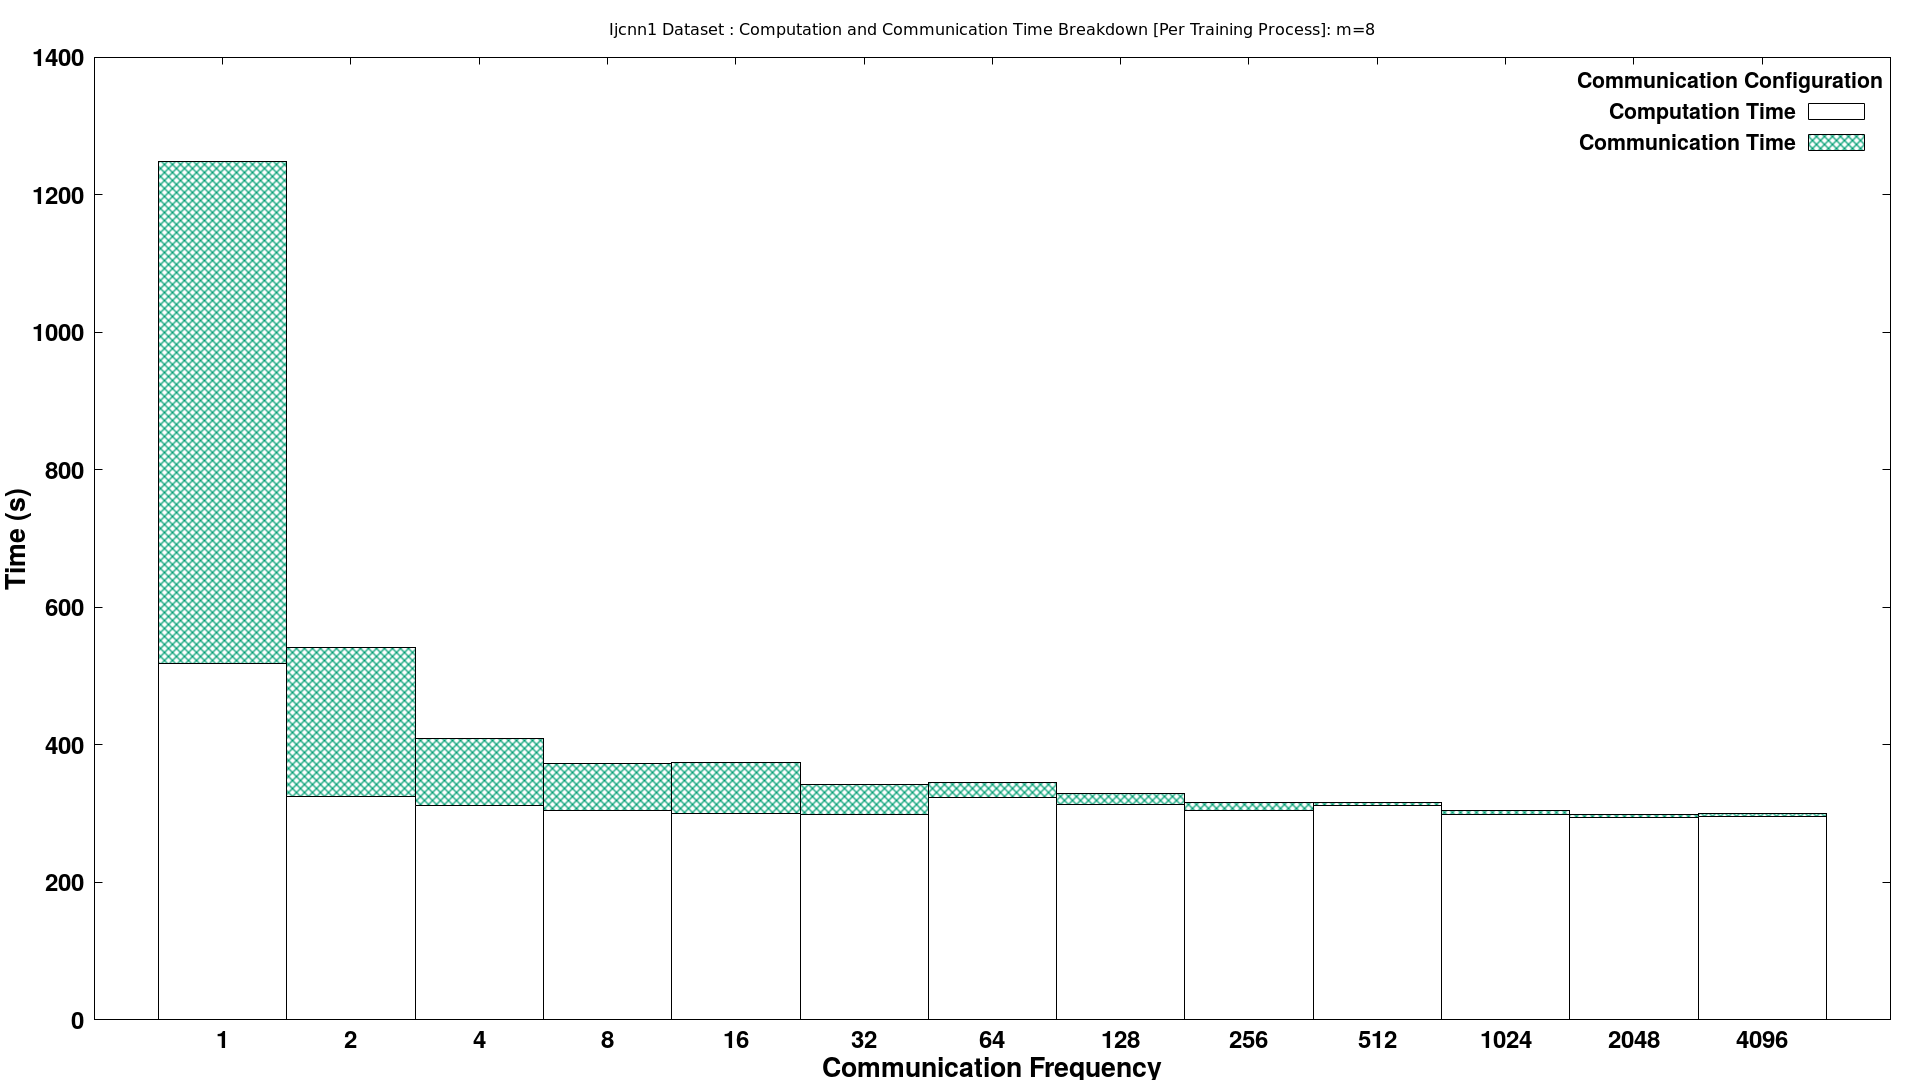 Ijcnn1 Dataset : Computation and Communication Time Breakdown [Per Training Process]: m=8
Communication Configuration
Computation Time
Communication Time
1400
1200
1000
800
600
400
200
0
Time (s)
1 2 4 8 16 32 64 128 256 512 1024 2048 4096
Communication Frequency